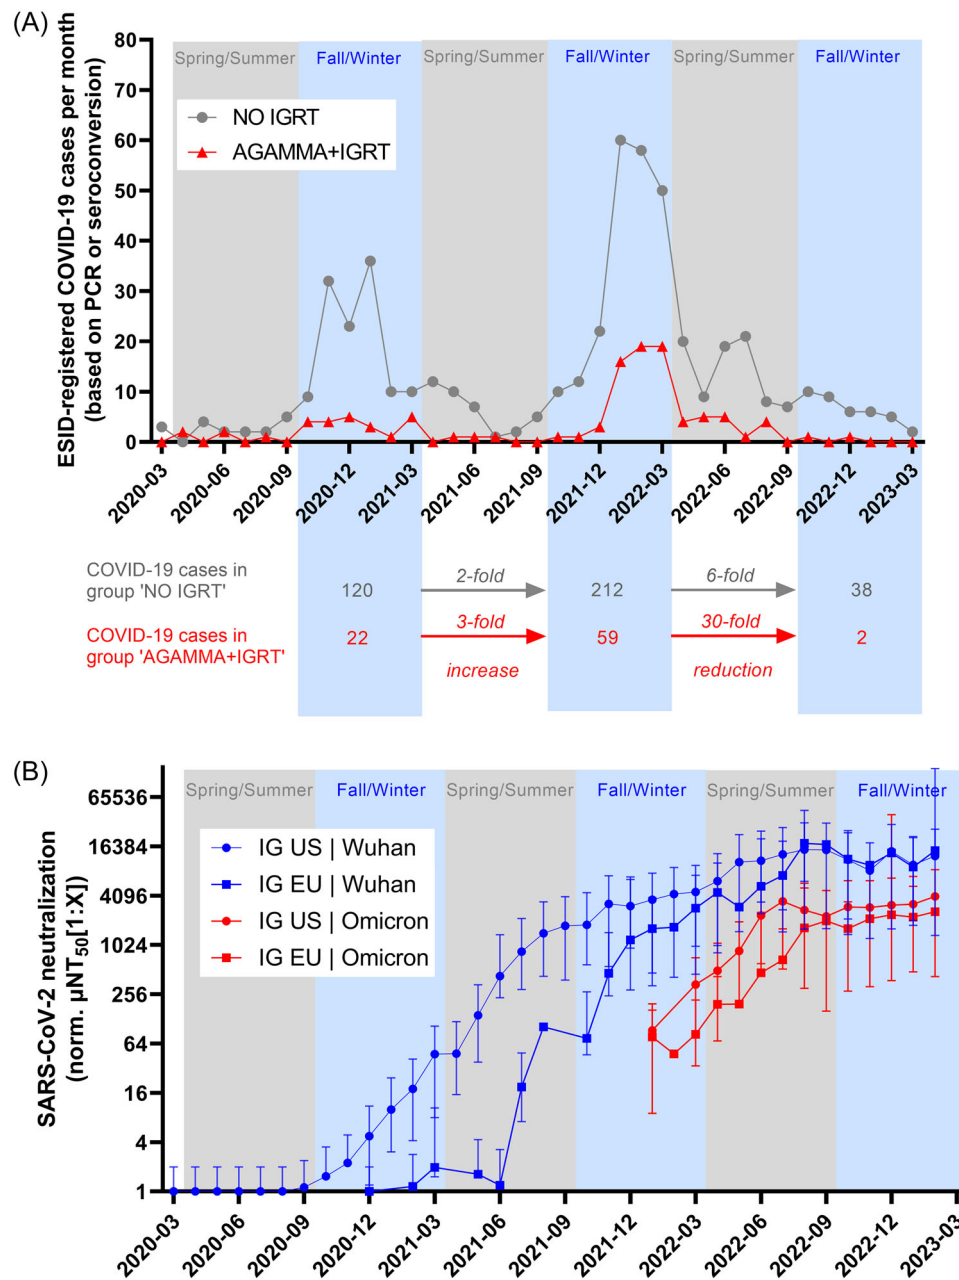 (A)
ESID-registered COVID-19 cases per month
(based on PCR or seroconversion)
80
70
60
50
40
30
20
10
0
Spring/Summer
Fall/Winter
Spring/Summer
Fall/Winter
Spring/Summer
Fall/Winter
NO IGRT
AGAMMA+IGRT
2020-03
2020-06
2020-09
2020-12
2021-03
2021-06
2021-09
2021-12
2022-03
2022-06
2022-09
2022-12
2023-03
COVID-19 cases in
group 'NO IGRT'
120
2-fold
212
6-fold
38
COVID-19 cases in
group 'AGAMMA+IGRT'
22
3-fold
59
30-fold
2
increase
reduction
(B)
SARS-CoV-2 neutralization
(norm. µNT50[1:X])
65536
16384
4096
1024
256
64
16
4
1
Spring/Summer
Fall/Winter
Spring/Summer
Fall/Winter
Spring/Summer
Fall/Winter
IG US | Wuhan
IG EU | Wuhan
IG US | Omicron
IG EU | Omicron
2020-03
2020-06
2020-09
2020-12
2021-03
2021-06
2021-09
2021-12
2022-03
2022-06
2022-09
2022-12
2023-03